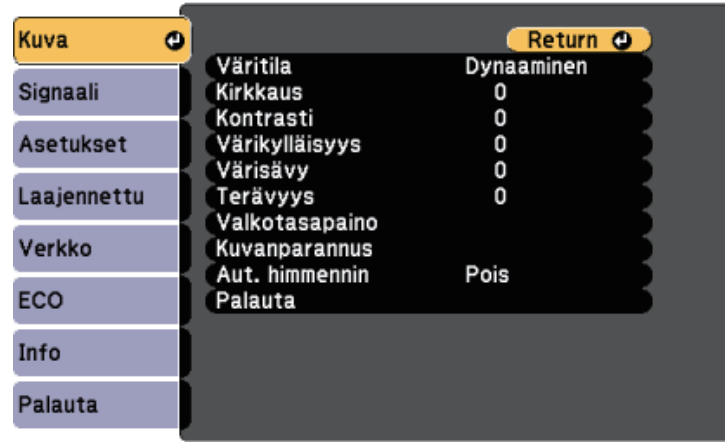 Kuva
Signaali
Asetukset
Laajennettu
Verkko
ECO
Info
Palauta
Return
Väritila Dynaaminen
Kirkkaus 0
Kontrasti 0
Värikylläisyys 0
Värisävy 0
Terävyys 0
Valkotasapaino
Kuvanparannus
Aut. himmennin Pois
Palauta